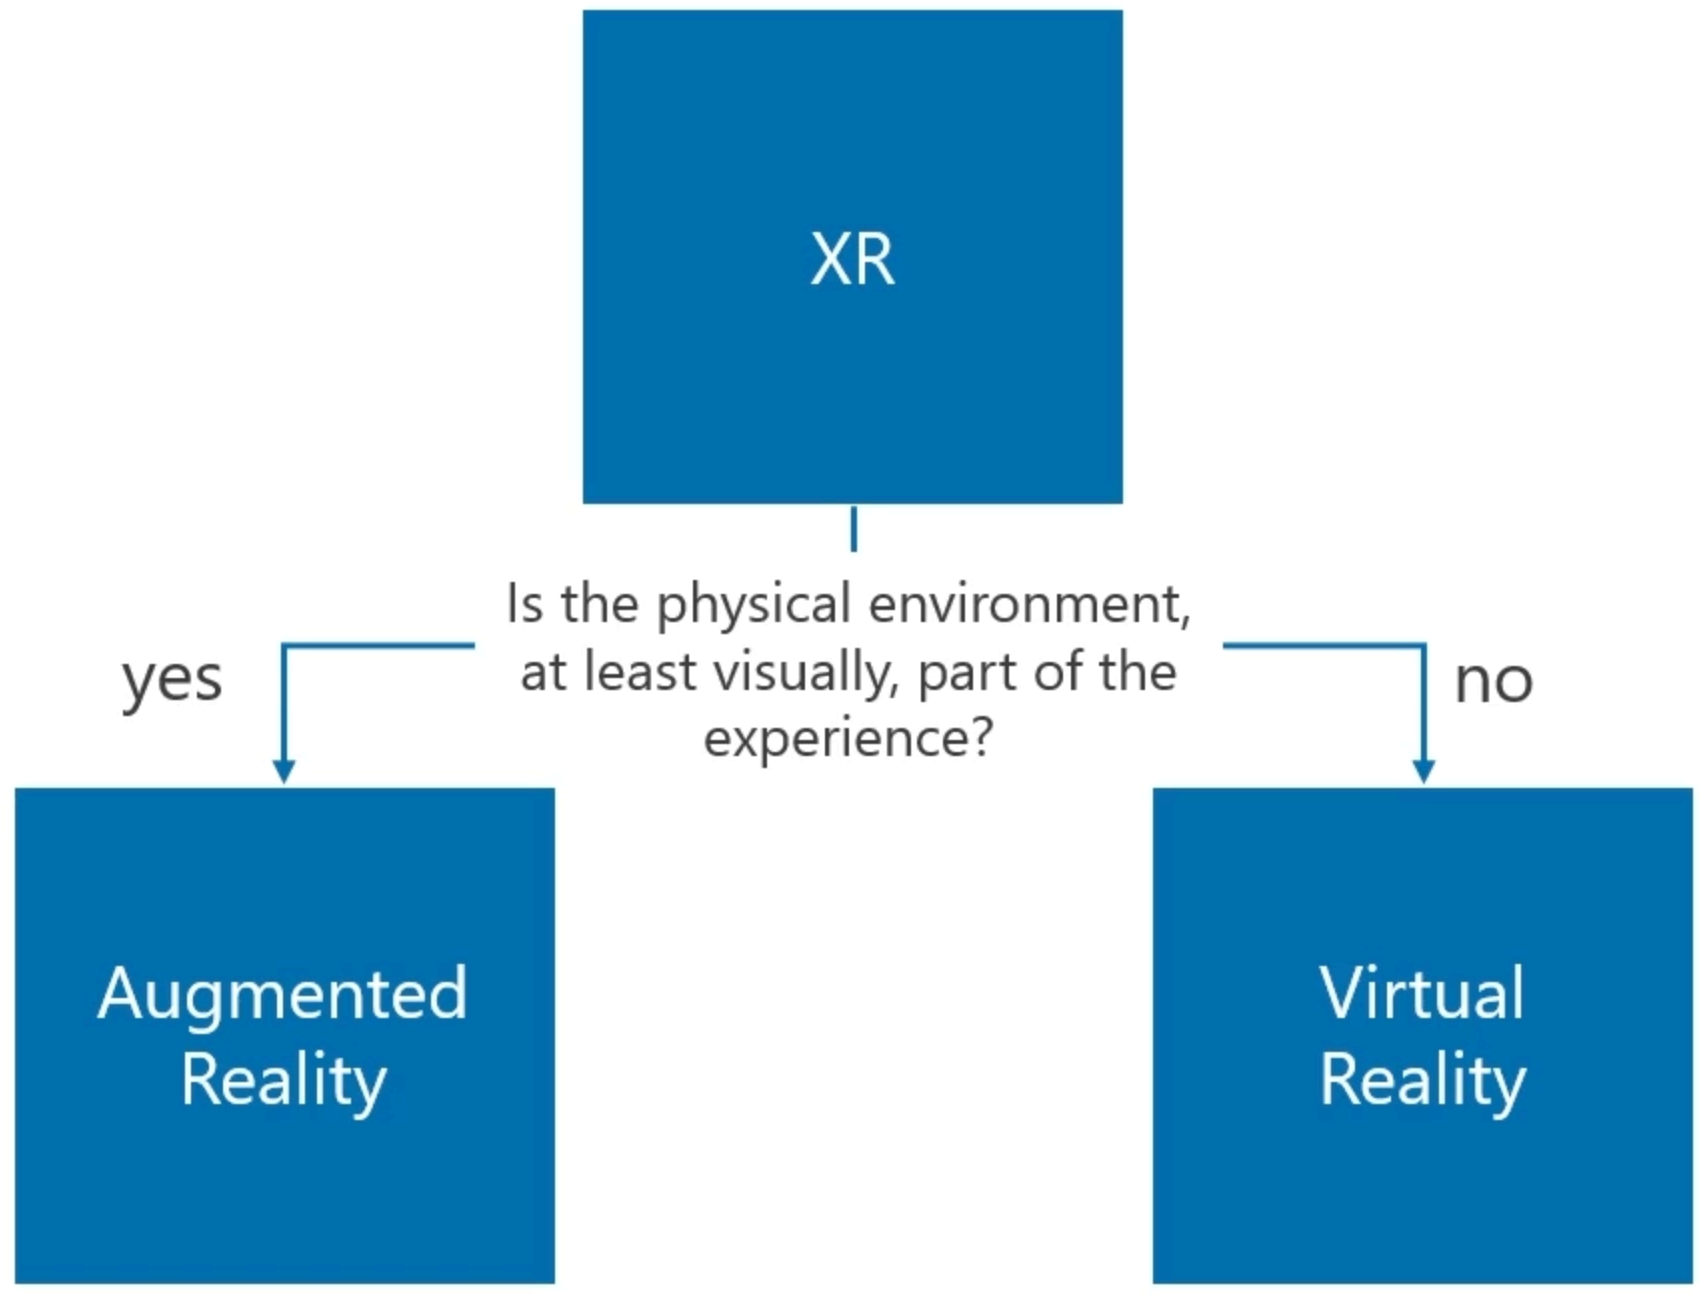 XR
Is the physical environment,
at least visually, part of the
experience?
yes
no
Augmented
Reality
Virtual
Reality